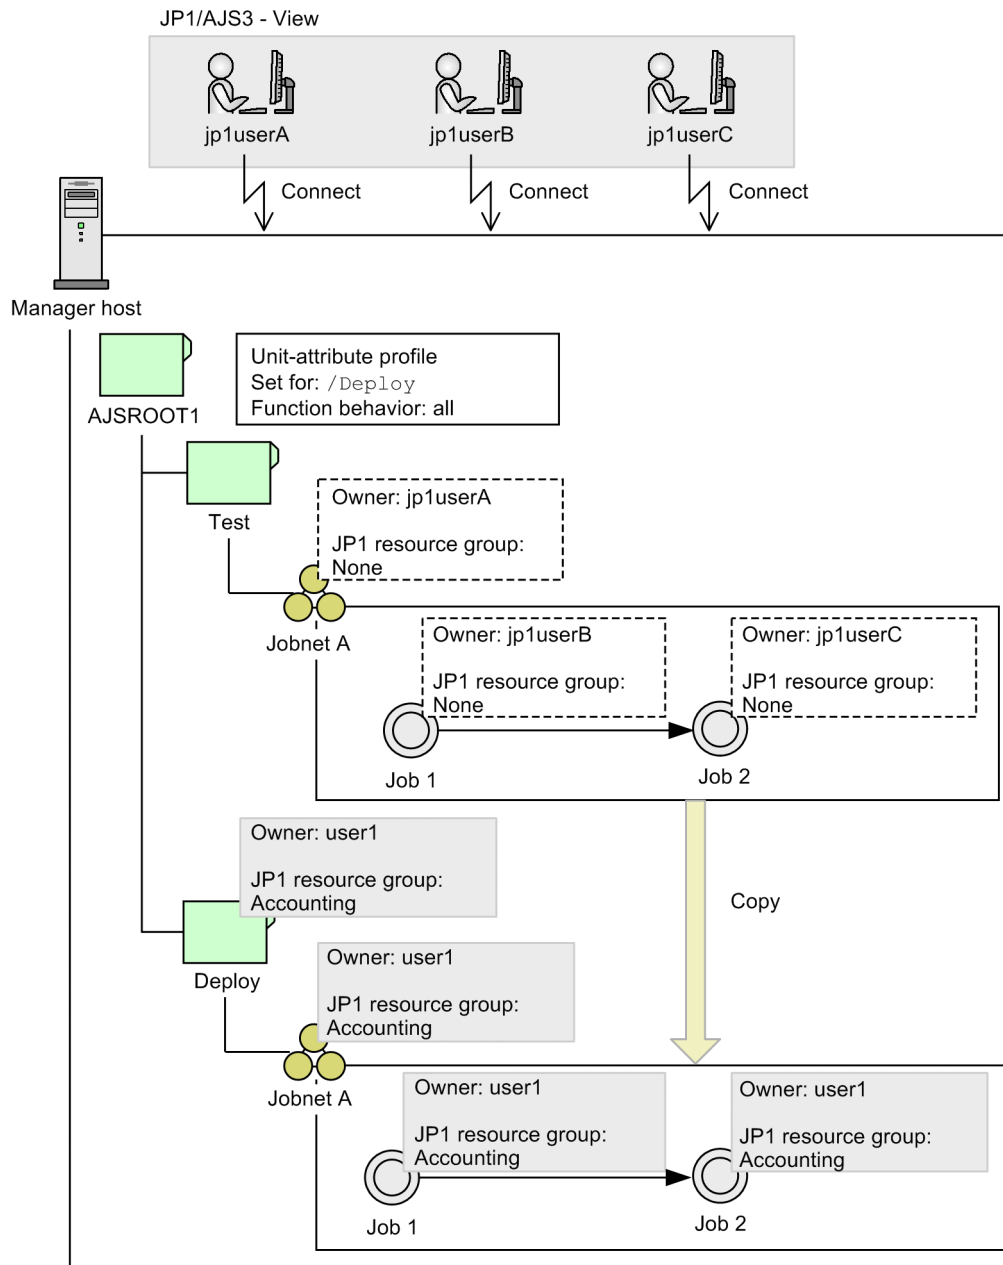 JP1/AJS3 - View
jp1userA
jp1userB
jp1userC
Connect
Connect
Connect
Manager host
AJSROOT1
Unit-attribute profile
Set for: /Deploy
Function behavior: all
Test
Owner: jp1userA
JP1 resource group:
None
Jobnet A
Owner: jp1userB
JP1 resource group:
None
Owner: jp1userC
JP1 resource group:
None
Job 1
Job 2
Copy
Owner: user1
JP1 resource group:
Accounting
Deploy
Owner: user1
JP1 resource group:
Accounting
Jobnet A
Owner: user1
JP1 resource group:
Accounting
Owner: user1
JP1 resource group:
Accounting
Job 1
Job 2